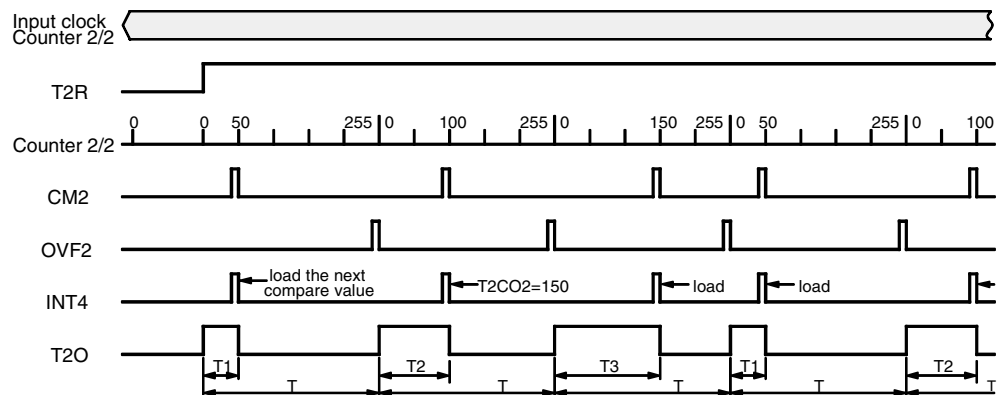 Input clock
Counter 2/2
T2R
0 0 50 255 0 100 255 0 150 255 0 50 255 0 100
Counter 2/2
CM2
OVF2
load the next
compare value
T2CO2=150
load
load
INT4
T2O
T1 T2 T3 T1 T2
T T T T T